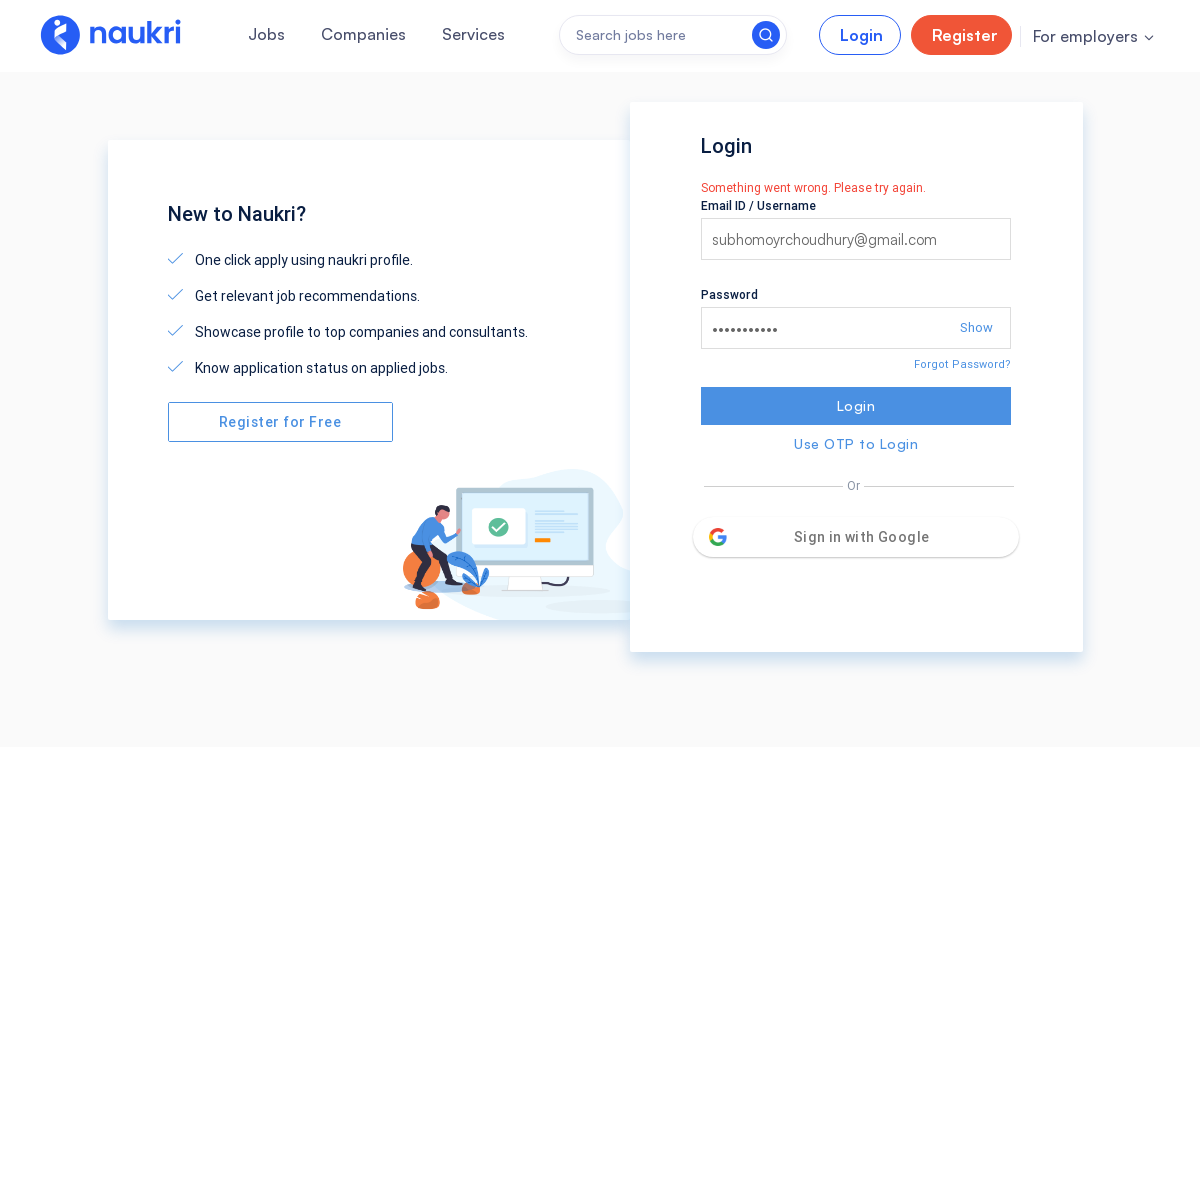 naukri
Jobs
Companies
Services
Search jobs here
Login
Register
For employers
New to Naukri?
One click apply using naukri profile.
Get relevant job recommendations.
Showcase profile to top companies and consultants.
Know application status on applied jobs.
Register for Free
Login
Something went wrong. Please try again.
Email ID / Username
subhomoyrchoudhury@gmail.com
Password
•••••••••••
Show
Forgot Password?
Login
Use OTP to Login
Or
Sign in with Google